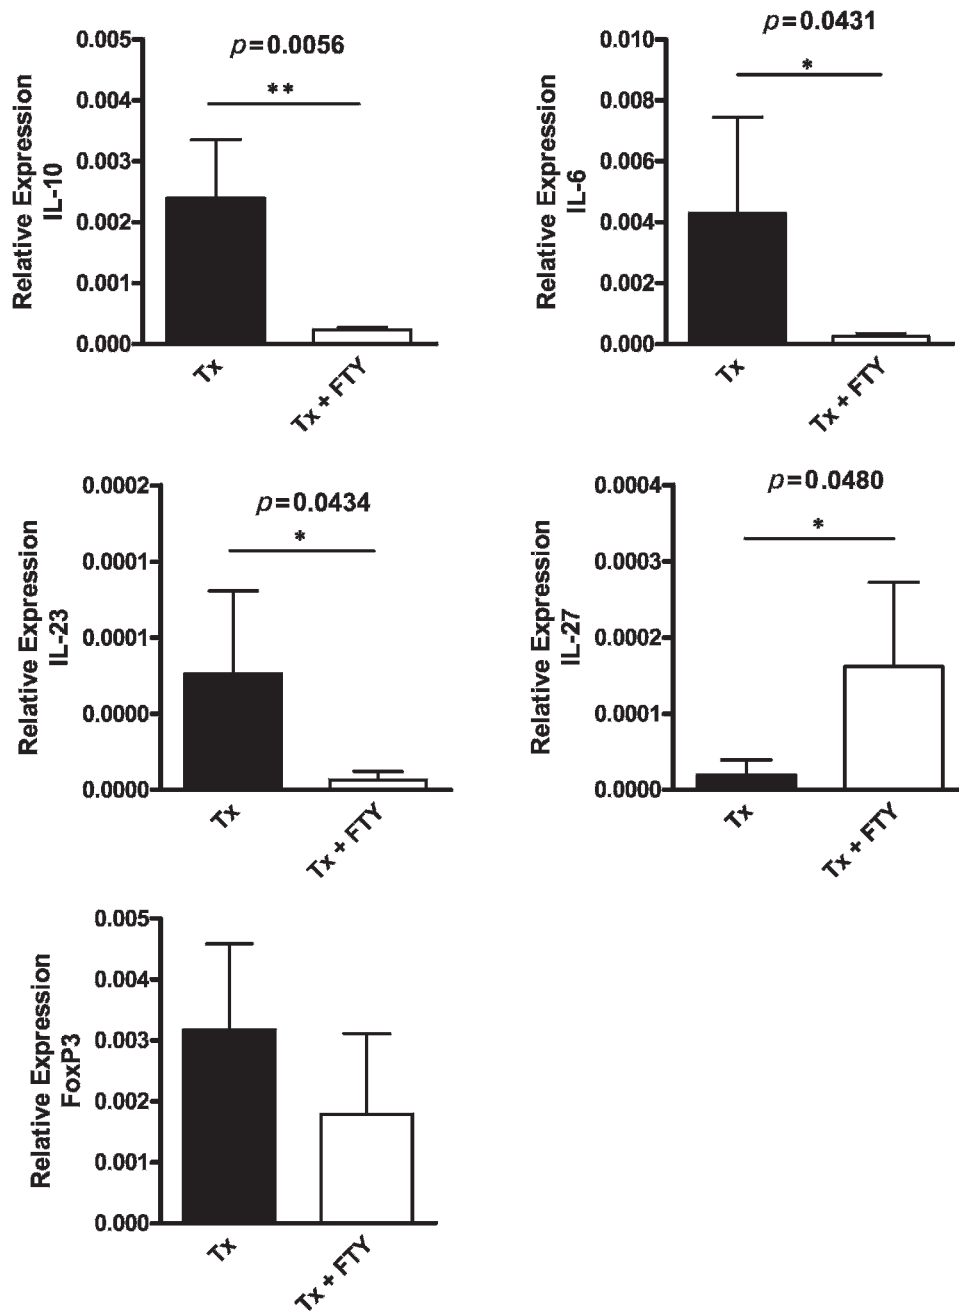 p=0.0056
**
0.005
0.004
0.003
0.002
0.001
0.000
Relative Expression
IL-10
Tx
Tx + FTY
p=0.0431
*
0.010
0.008
0.006
0.004
0.002
0.000
Relative Expression
IL-6
Tx
Tx + FTY
p=0.0434
*
0.0002
0.0001
0.0001
0.0000
0.0000
Relative Expression
IL-23
Tx
Tx + FTY
p=0.0480
*
0.0004
0.0003
0.0002
0.0001
0.0000
Relative Expression
IL-27
Tx
Tx + FTY
0.005
0.004
0.003
0.002
0.001
0.000
Relative Expression
FoxP3
Tx
Tx + FTY